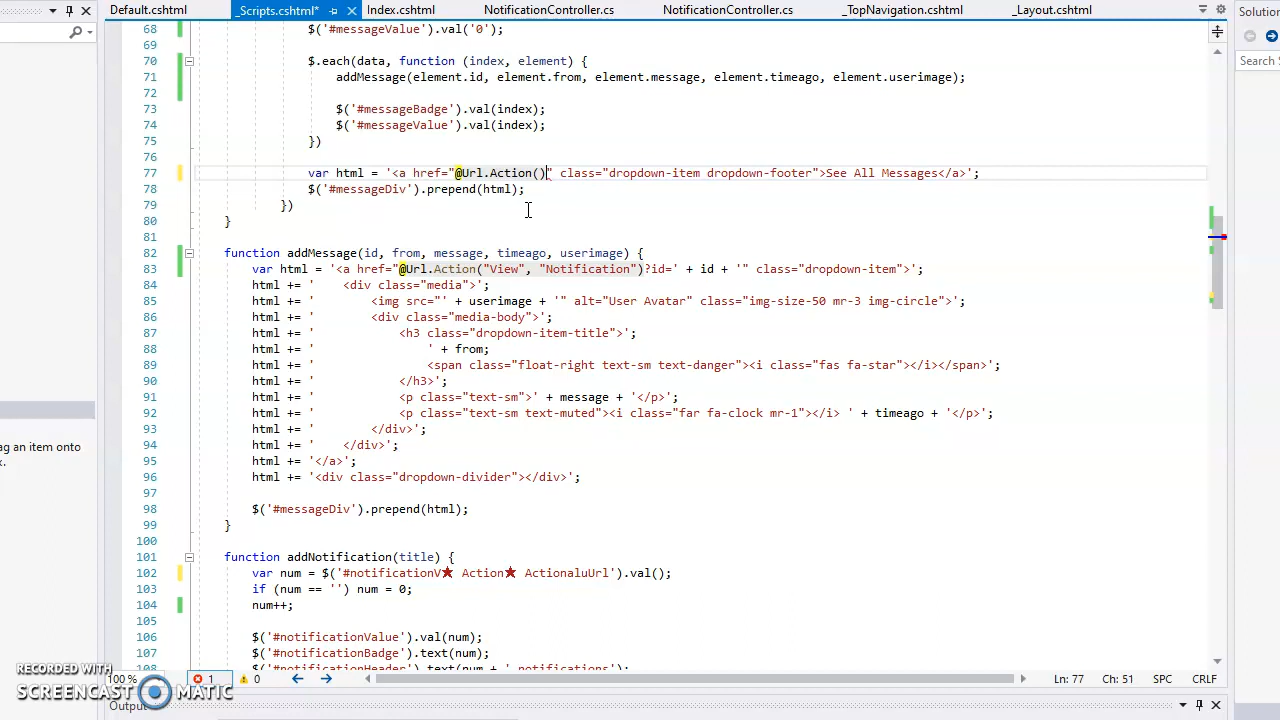 Default.cshtml _Scripts.cshtml* Index.cshtml NotificationController.cs NotificationController.cs _TopNavigation.cshtml _Layout.cshtml Solutio
68 $('#messageValue').val('0');
69
70 $.each(data, function (index, element) {
Search S
71 addMessage(element.id, element.from, element.message, element.timeago, element.userimage);
72
73 $('#messageBadge').val(index);
74 $('#messageValue').val(index);
75 })
76
77 var html = '<a href="@Url.Action()" class="dropdown-item dropdown-footer">See All Messages</a>';
78 $('#messageDiv').prepend(html);
79 })
80 }
81
82 function addMessage(id, from, message, timeago, userimage) {
83 var html = '<a href="@Url.Action("View", "Notification")?id=' + id + '" class="dropdown-item">';
84 html += ' <div class="media">';
85 html += ' <img src="' + userimage + '" alt="User Avatar" class="img-size-50 mr-3 img-circle">';
86 html += ' <div class="media-body">';
87 html += ' <h3 class="dropdown-item-title">';
88 html += ' ' + from;
89 html += ' <span class="float-right text-sm text-danger"><i class="fas fa-star"></i></span>';
90 html += ' </h3>';
91 html += ' <p class="text-sm">' + message + '</p>';
92 html += ' <p class="text-sm text-muted"><i class="far fa-clock mr-1"></i> ' + timeago + '</p>';
93 html += ' </div>';
94 html += ' </div>';
ag an item onto
95 html += '</a>';
x.
96 html += '<div class="dropdown-divider"></div>';
97
98 $('#messageDiv').prepend(html);
99 }
100
101 function addNotification(title) {
102 var num = $('#notificationV★ Action★ ActionaluUrl').val();
103 if (num == '') num = 0;
104 num++;
105
106 $('#notificationValue').val(num);
107 $('#notificationBadge').text(num);
108 $('#notificationHeader').text(num + ' notifications');
RECORDED WITH
SCREENCAST MATIC
100 % 1 0 Ln: 77 Ch: 51 SPC CRLF
Output